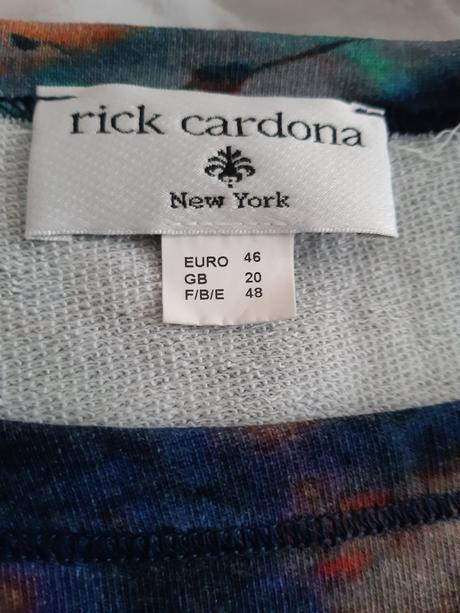 rick cardona
New York
EURO 46
GB 20
F/B/E 48